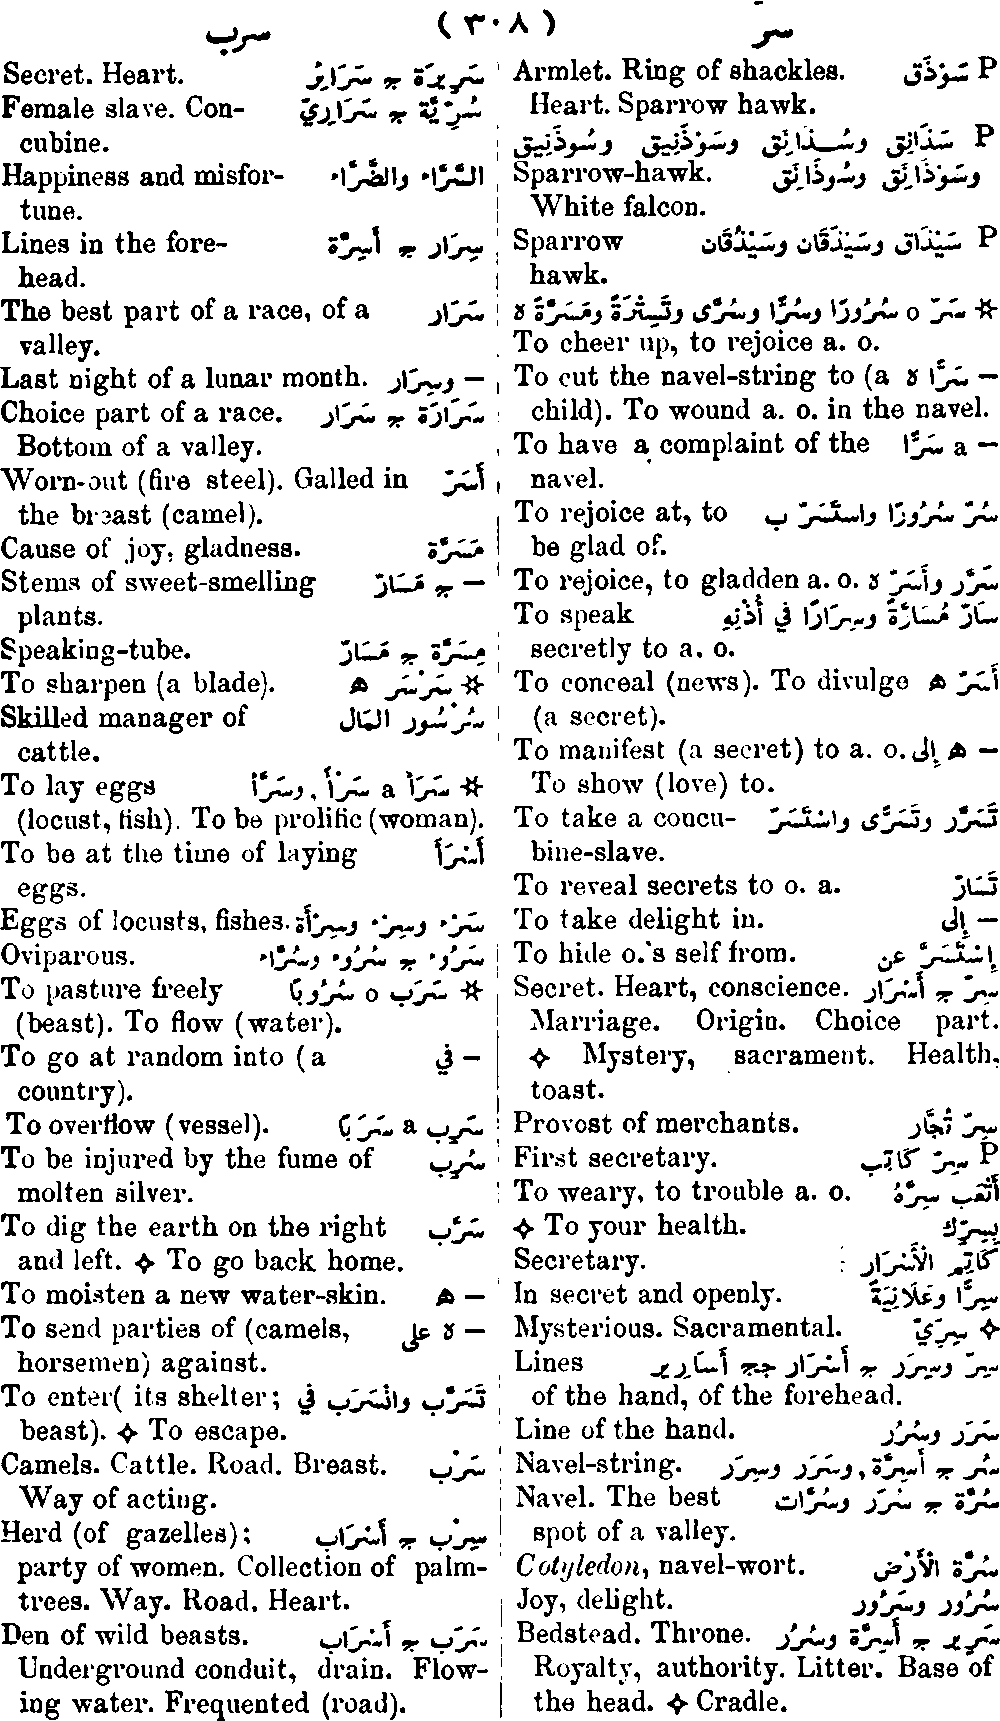 سرّ ( ٣٠٨ ) سرب
Armlet. Ring of shackles. سَوْذَق P
Heart. Sparrow hawk.
P سَذَانِق وسُذَانِق وسَوْذَنِيق وسُوذَنِيق
Sparrow-hawk. وسَوْذَانِق وسُوذَانِق
White falcon.
Sparrow سَيْذَاق وسَيْذَقَان وسَيْذُقَان P
hawk.
✲ سَرّ o سُرُورًا وسُرًّا وسُرًّى وتَسِرَّةً ومَسَرَّةً ه
To cheer up, to rejoice a. o.
To cut the navel-string to (a — سَرًّا ه
child). To wound a. o. in the navel.
To have a complaint of the — a سَرًّا
navel.
To rejoice at, to سُرَّ سُرُورًا واسْتَسَرّ ب
be glad of.
To rejoice, to gladden a. o. سَرَّر وأَسَرّ ه
To speak سَارّ مُسَارَّةً وسِرَارًا فِي أُذْنِهِ
secretly to a. o.
To conceal (news). To divulge أَسَرّ ه
(a secret).
To manifest (a secret) to a. o. — ه إِلى
To show (love) to.
To take a concu- تَسَرَّر وتَسَرَّى واسْتَسَرّ
bine-slave.
To reveal secrets to o. a. تَسَارّ
To take delight in. — إِلى
To hide o.'s self from. إِسْتَسَرَّ عن
Secret. Heart, conscience. سِرّ ج أَسْرَار
Marriage. Origin. Choice part.
✧ Mystery, sacrament. Health,
toast.
Provost of merchants. سِرّ تُجَّار
First secretary. سِرّ كَاتِب P
To weary, to trouble a. o. أَتْعَب سِرَّهُ
✧ To your health. بِسِرِّك
Secretary. كَاتِم الأَسْرَار
In secret and openly. سِرًّا وعَلَانِيَةً
Mysterious. Sacramental. سِرِّيّ ✧
Lines سِرّ وسِرَر ج أَسْرَار جج أَسَارِير
of the hand, of the forehead.
Line of the hand. سَرَر وسُرُر
Navel-string. سُر ج أَسِرَّة, وسَرَر وسِرَر
Navel. The best سُرَّة ج سُرَر وسُرَّات
spot of a valley.
Cotyledon, navel-wort. سُرَّة الأَرْض
Joy, delight. سُرُور وسَرُور
Bedstead. Throne. سَرِير ج أَسِرَّة وسُرُر
Royalty, authority. Litter. Base of
the head. ✧ Cradle.
Secret. Heart. سَرِيرَة ج سَرَايِرُ
Female slave. Con- سُرِّيَّة ج سَرَارِيّ
cubine.
Happiness and misfor- السَّرَّاء والضَّرَّاء
tune.
Lines in the fore- سِرَار ج أَسِرَّة
head.
The best part of a race, of a سَرَار
valley.
Last night of a lunar month. — وسِرَار
Choice part of a race. سَرَارَة ج سَرَار
Bottom of a valley.
Worn-out (fire steel). Galled in أَسَرّ
the breast (camel).
Cause of joy, gladness. مَسَرَّة
Stems of sweet-smelling — ج مَسَارّ
plants.
Speaking-tube. مِسَرَّة ج مَسَارّ
To sharpen (a blade). ✲ سَرْسَر ه
Skilled manager of سُرْسُور المَال
cattle.
To lay eggs ✲ سَرَأ a سَرْأً, وسَرَّأ
(locust, fish). To be prolific (woman).
To be at the time of laying أَسْرَأ
eggs.
Eggs of locusts, fishes. سَرْء وسِرْء وسِرْأَة
Oviparous. سَرُوء ج سُرُوء وسُرَّاء
To pasture freely ✲ سَرَب o سُرُوبًا
(beast). To flow (water).
To go at random into (a — فِي
country).
To overflow (vessel). سَرِب a سَرَبًا
To be injured by the fume of سُرِب
molten silver.
To dig the earth on the right سَرَّب
and left. ✧ To go back home.
To moisten a new water-skin. — ه
To send parties of (camels, — ه على
horsemen) against.
To enter( its shelter; تَسَرَّب وانْسَرَب فِي
beast). ✧ To escape.
Camels. Cattle. Road. Breast. سَرْب
Way of acting.
Herd (of gazelles); سِرْب ج أَسْرَاب
party of women. Collection of palm-
trees. Way. Road. Heart.
Den of wild beasts. سَرَب ج أَسْرَاب
Underground conduit, drain. Flow-
ing water. Frequented (road).